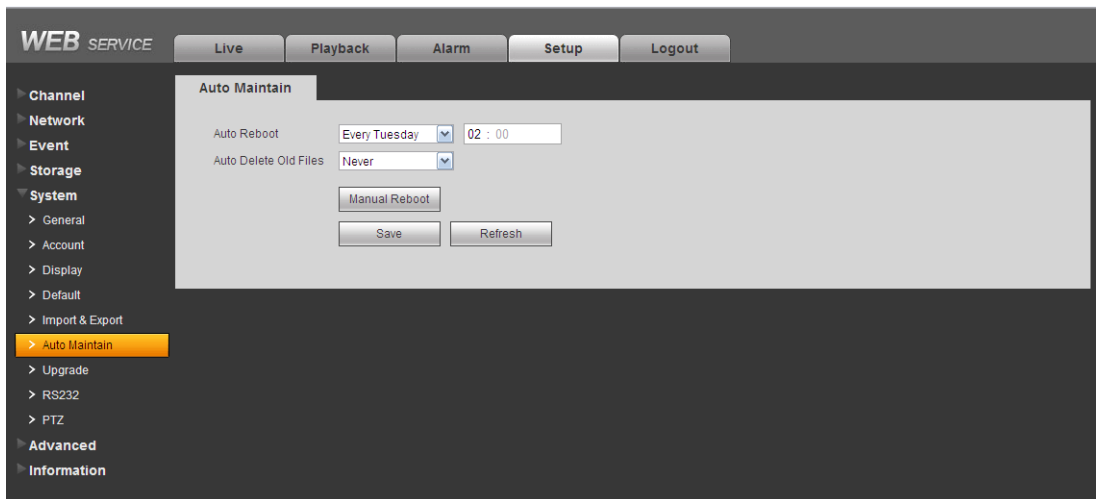 WEB SERVICE
Live
Playback
Alarm
Setup
Logout
Channel
Network
Event
Storage
System
> General
> Account
> Display
> Default
> Import & Export
> Auto Maintain
> Upgrade
> RS232
> PTZ
Advanced
Information
Auto Maintain
Auto Reboot Every Tuesday 02 : 00
Auto Delete Old Files Never
Manual Reboot
Save Refresh